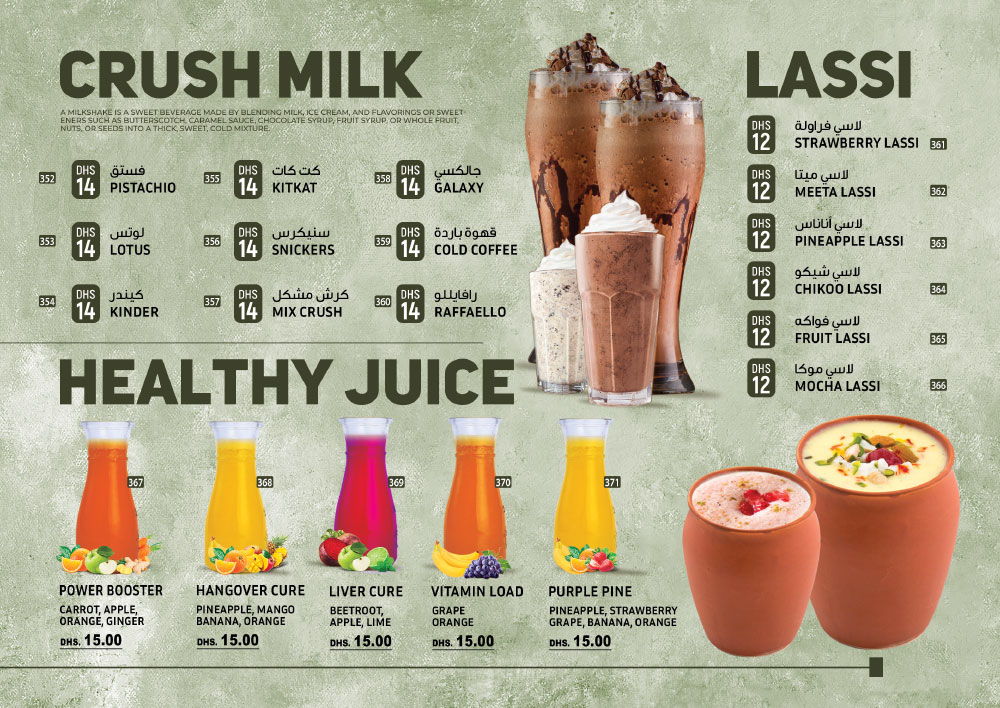 CRUSH MILK
A MILKSHAKE IS A SWEET BEVERAGE MADE BY BLENDING MILK, ICE CREAM, AND FLAVORINGS OR SWEET-
ENERS SUCH AS BUTTERSCOTCH, CARAMEL SAUCE, CHOCOLATE SYRUP, FRUIT SYRUP, OR WHOLE FRUIT,
NUTS, OR SEEDS INTO A THICK, SWEET, COLD MIXTURE.
352
DHS
14
فستق
PISTACHIO
353
DHS
14
لوتس
LOTUS
354
DHS
14
كيندر
KINDER
355
DHS
14
كت كات
KITKAT
356
DHS
14
سنيكرس
SNICKERS
357
DHS
14
كرش مشكل
MIX CRUSH
358
DHS
14
جالكسي
GALAXY
359
DHS
14
قهوة باردة
COLD COFFEE
360
DHS
14
رافايللو
RAFFAELLO
LASSI
DHS
12
لاسي فراولة
STRAWBERRY LASSI 361
DHS
12
لاسي ميتا
MEETA LASSI 362
DHS
12
لاسي أناناس
PINEAPPLE LASSI 363
DHS
12
لاسي شيكو
CHIKOO LASSI 364
DHS
12
لاسي فواكه
FRUIT LASSI 365
DHS
12
لاسي موكا
MOCHA LASSI 366
HEALTHY JUICE
367
POWER BOOSTER
CARROT, APPLE,
ORANGE, GINGER
DHS. 15.00
368
HANGOVER CURE
PINEAPPLE, MANGO
BANANA, ORANGE
DHS. 15.00
369
LIVER CURE
BEETROOT,
APPLE, LIME
DHS. 15.00
370
VITAMIN LOAD
GRAPE
ORANGE
DHS. 15.00
371
PURPLE PINE
PINEAPPLE, STRAWBERRY
GRAPE, BANANA, ORANGE
DHS. 15.00